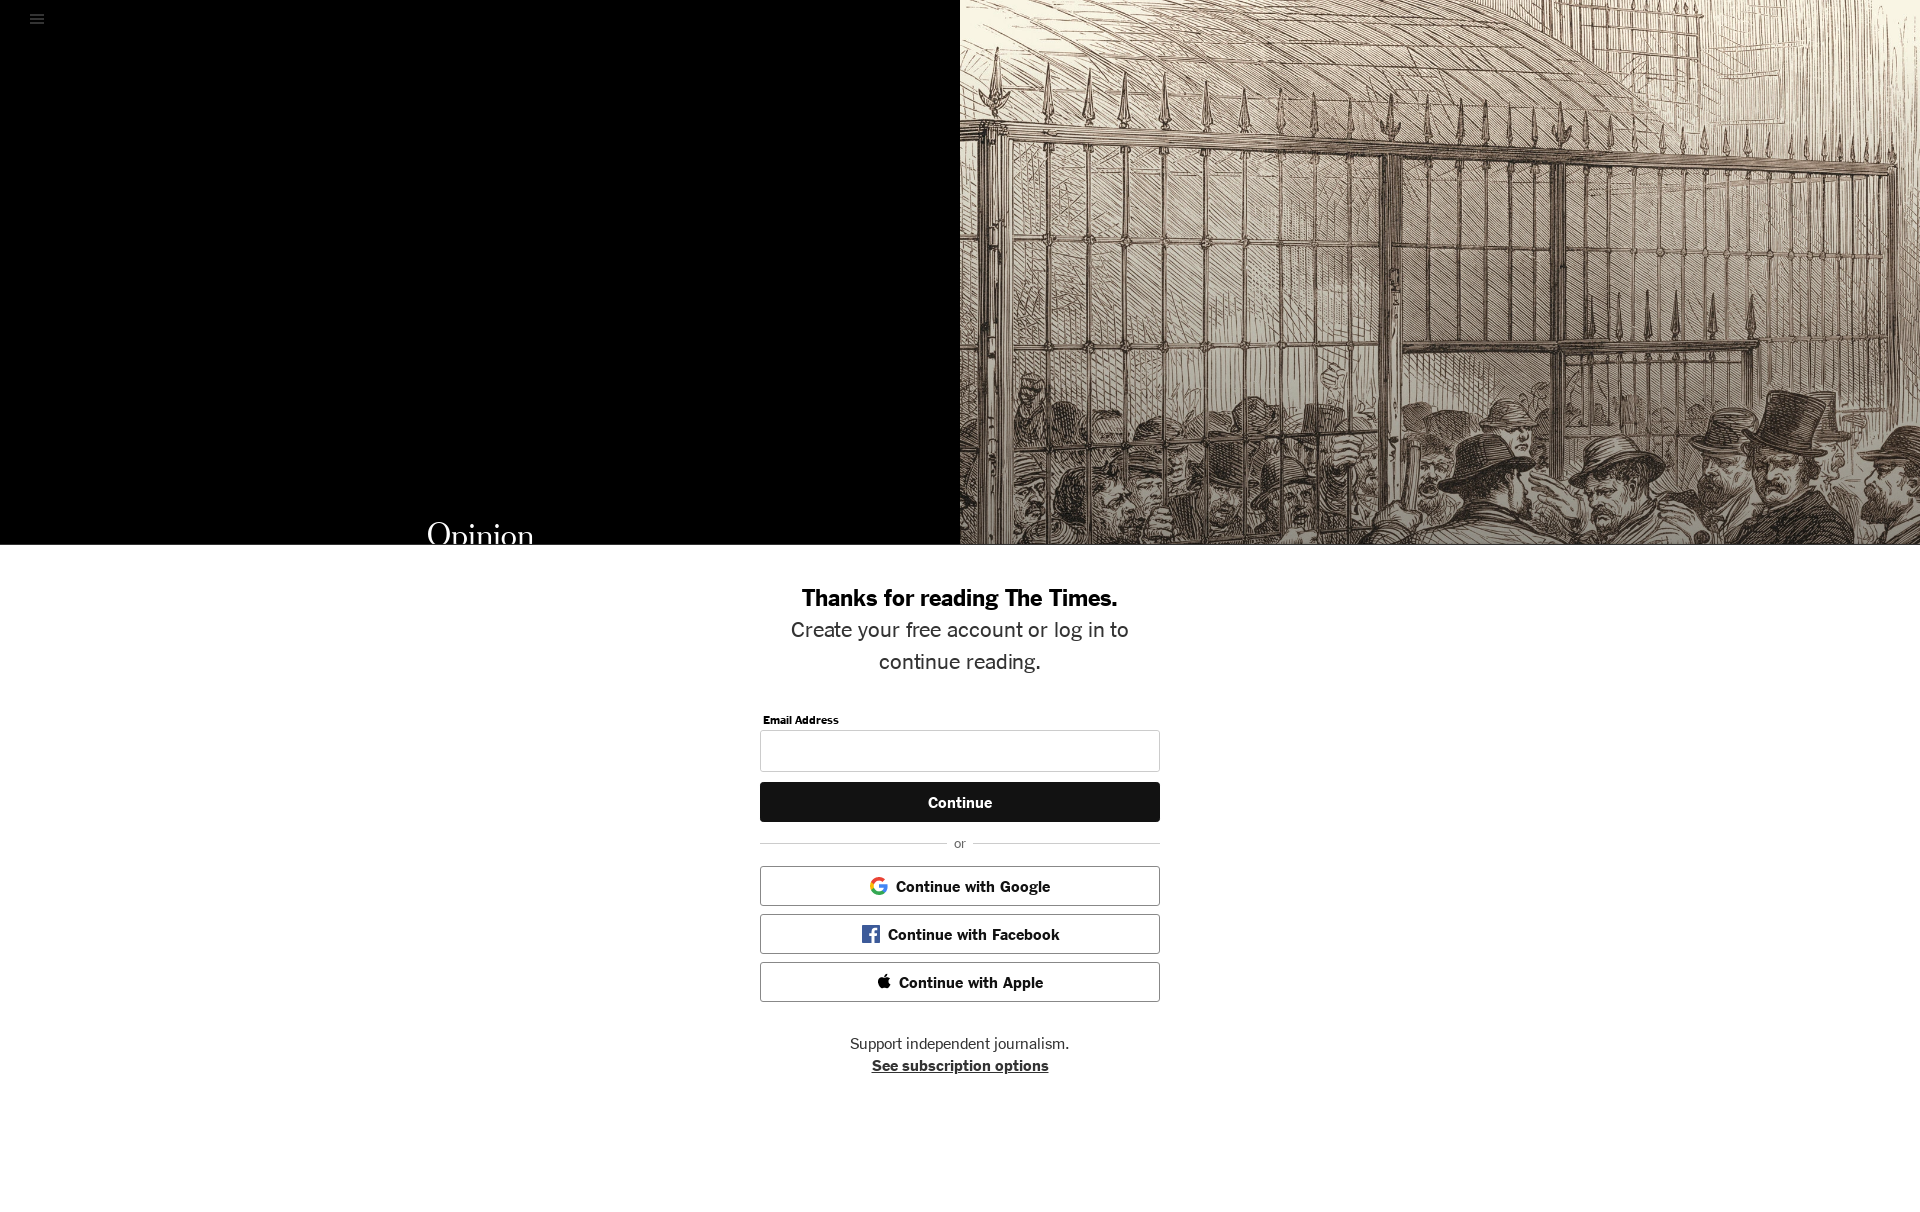 Opinion
Thanks for reading The Times.
Create your free account or log in to
continue reading.
Email Address
Continue
or
Continue with Google
Continue with Facebook
Continue with Apple
Support independent journalism.
See subscription options